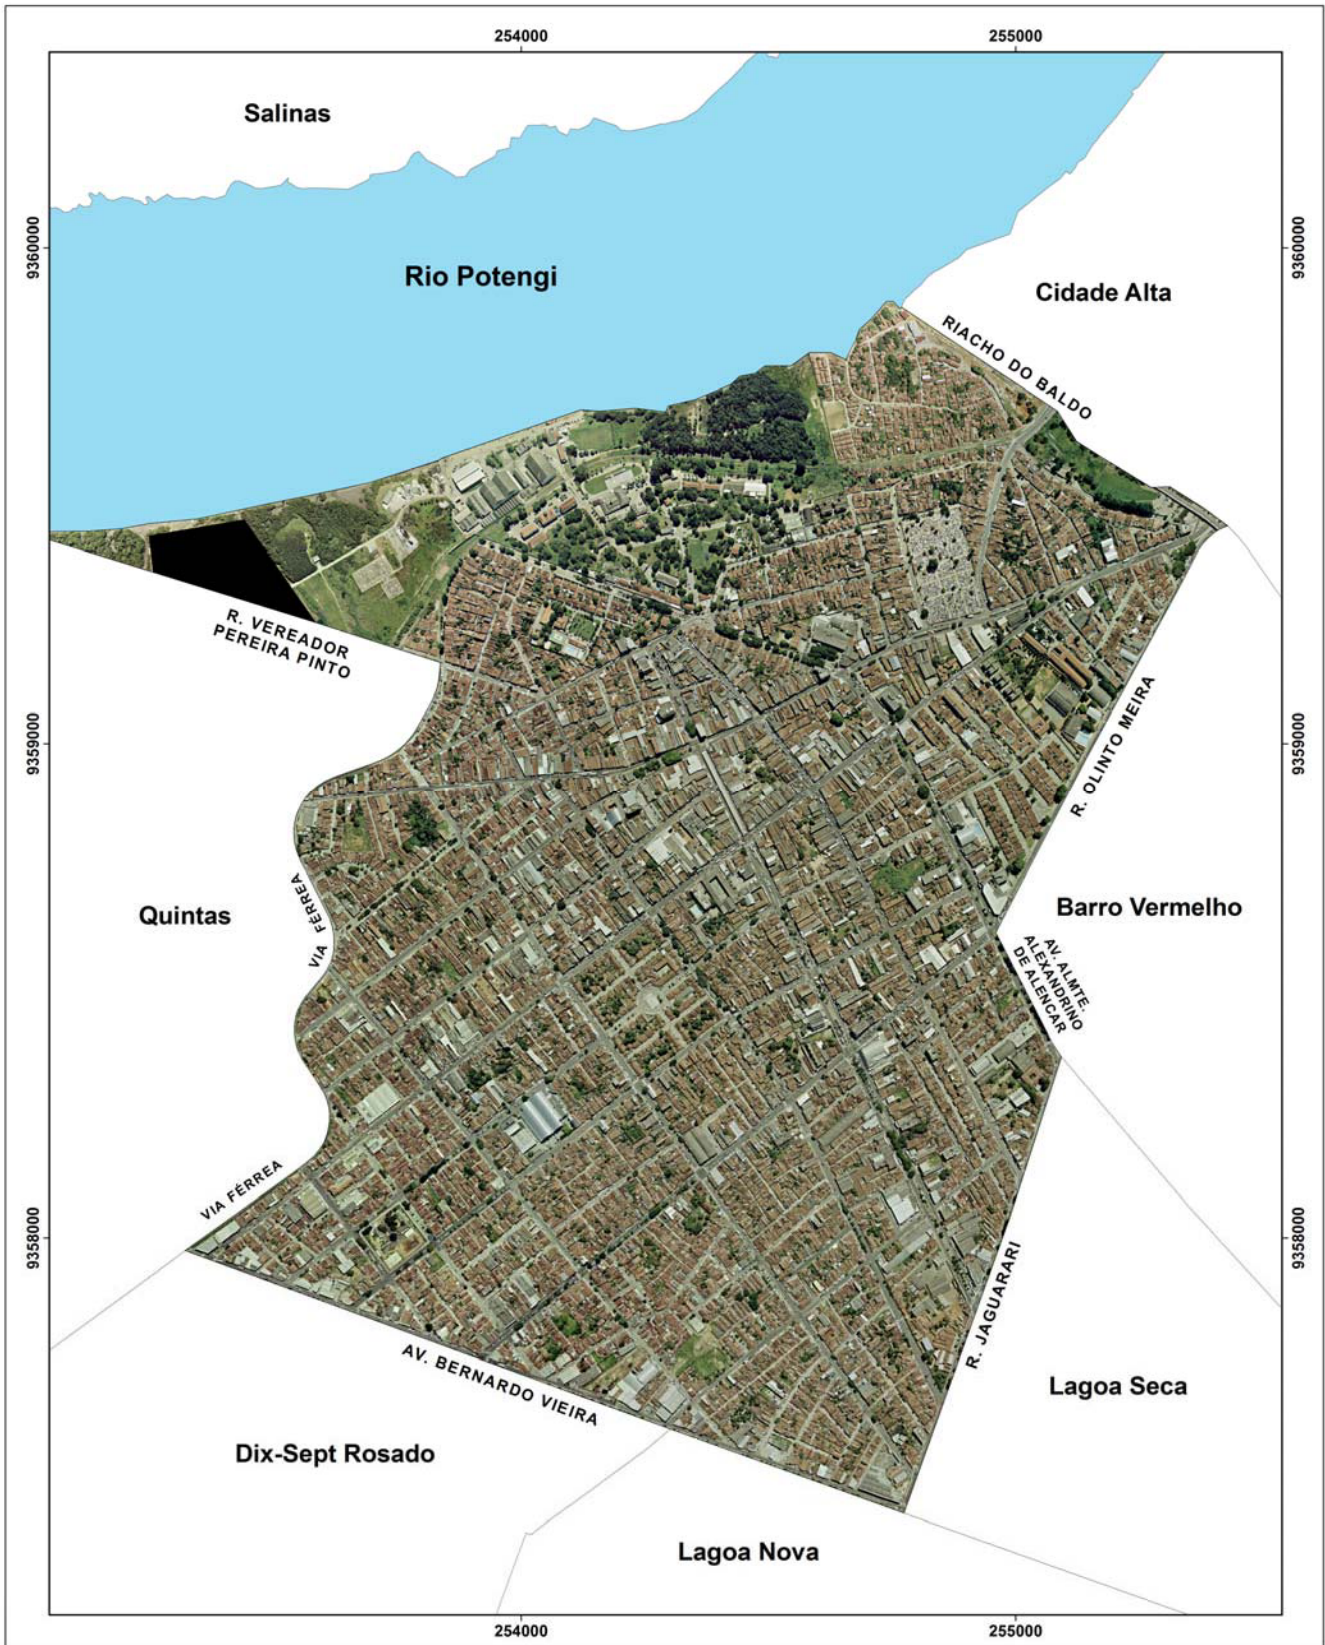 254000
255000
Salinas
9360000
9360000
Rio Potengi
Cidade Alta
RIACHO DO BALDO
R. VEREADOR
PEREIRA PINTO
R. OLINTO MEIRA
9359000
9359000
VIA FÉRREA
Quintas
Barro Vermelho
AV. ALMTE.
ALEXANDRINO
DE ALENCAR
VIA FÉRREA
9358000
9358000
R. JAGUARARI
AV. BERNARDO VIEIRA
Lagoa Seca
Dix-Sept Rosado
Lagoa Nova
254000
255000